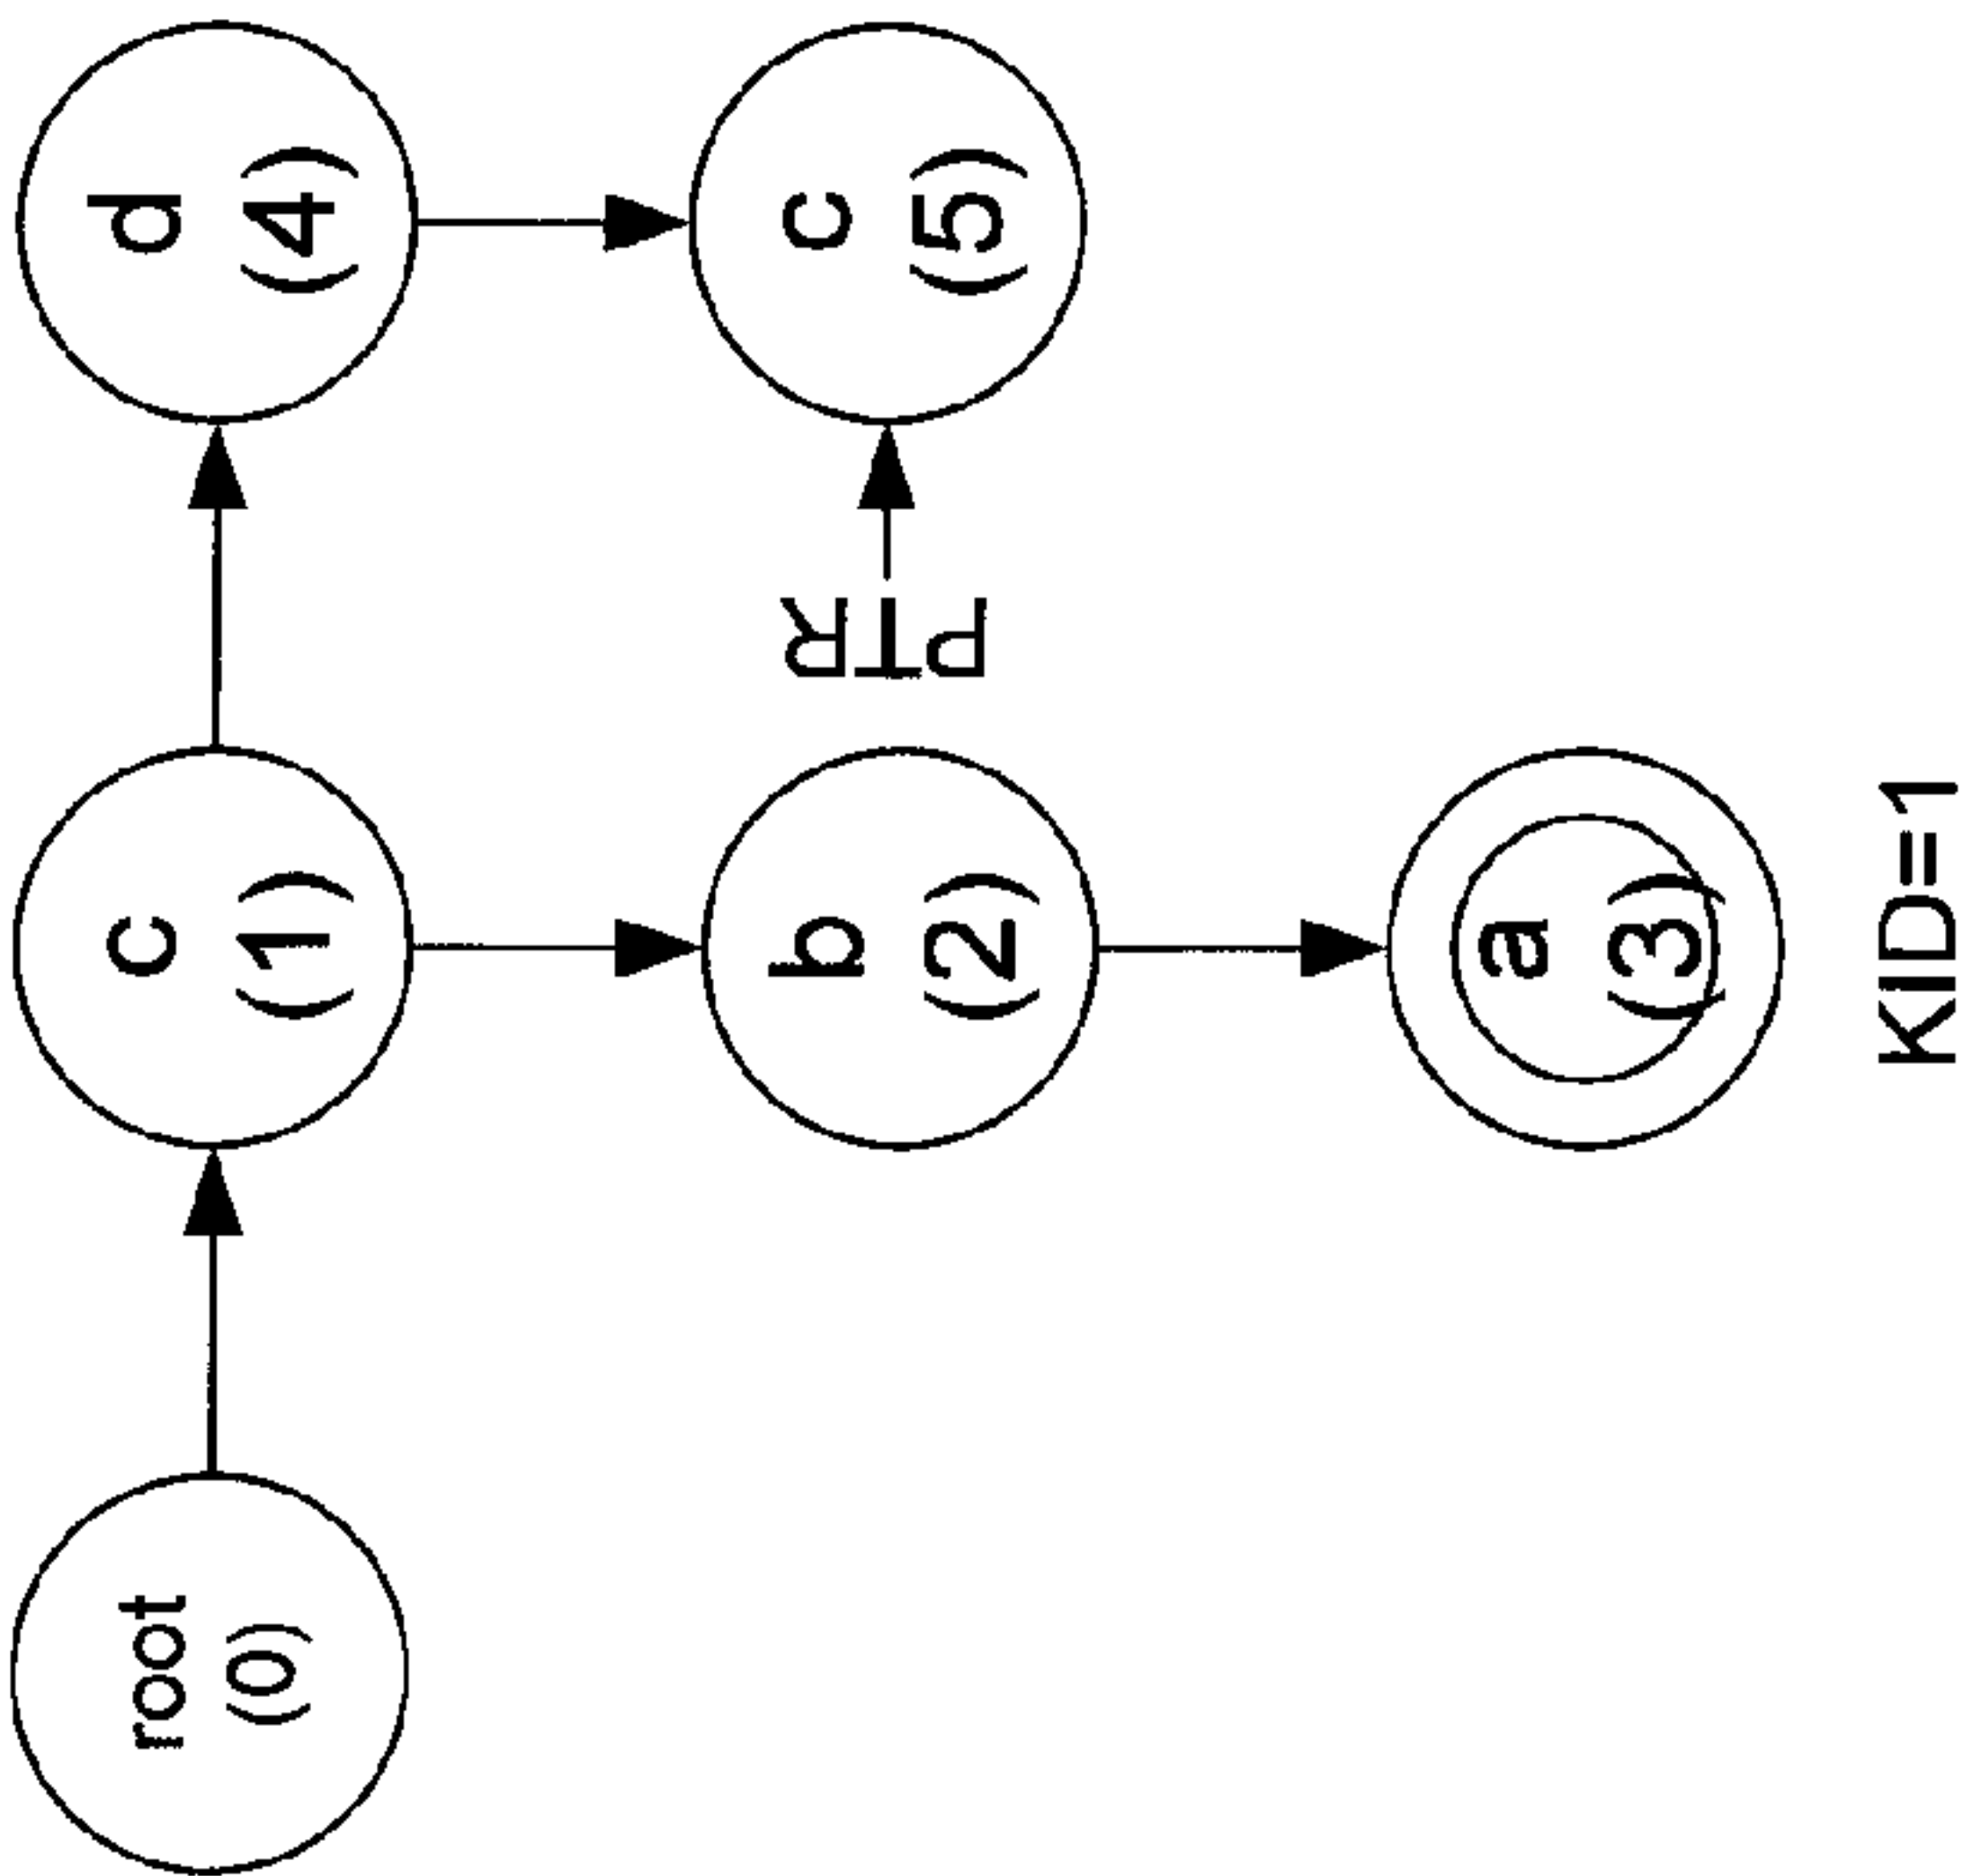 root
(0)
c
(1)
d
(4)
b
(2)
PTR
c
(5)
a
(3)
KID=1